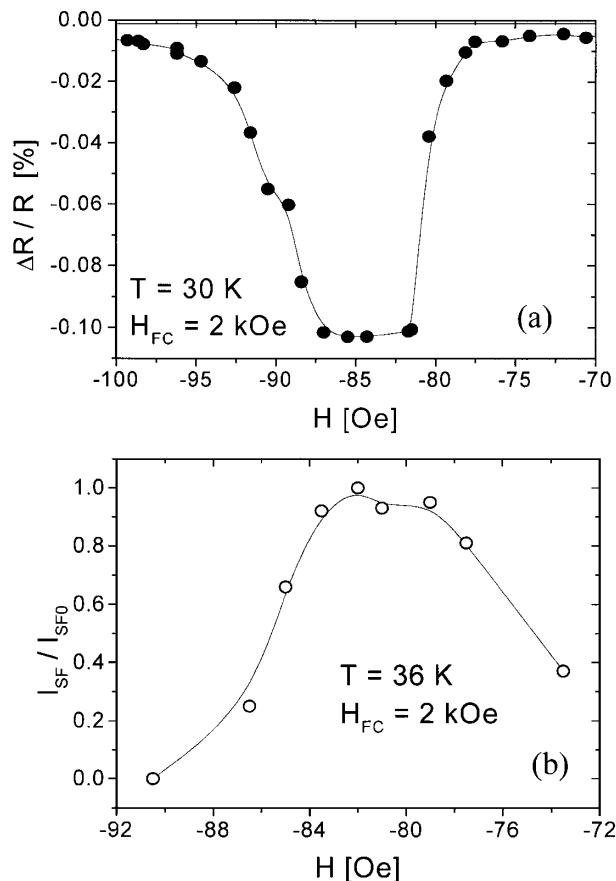 0.00
-0.02
-0.04
-0.06
-0.08
-0.10
ΔR / R [%]
T = 30 K
H_FC = 2 kOe
(a)
-100 -95 -90 -85 -80 -75 -70
H [Oe]
1.0
0.8
0.6
0.4
0.2
0.0
I_SF / I_SF0
T = 36 K
H_FC = 2 kOe
(b)
-92 -88 -84 -80 -76 -72
H [Oe]